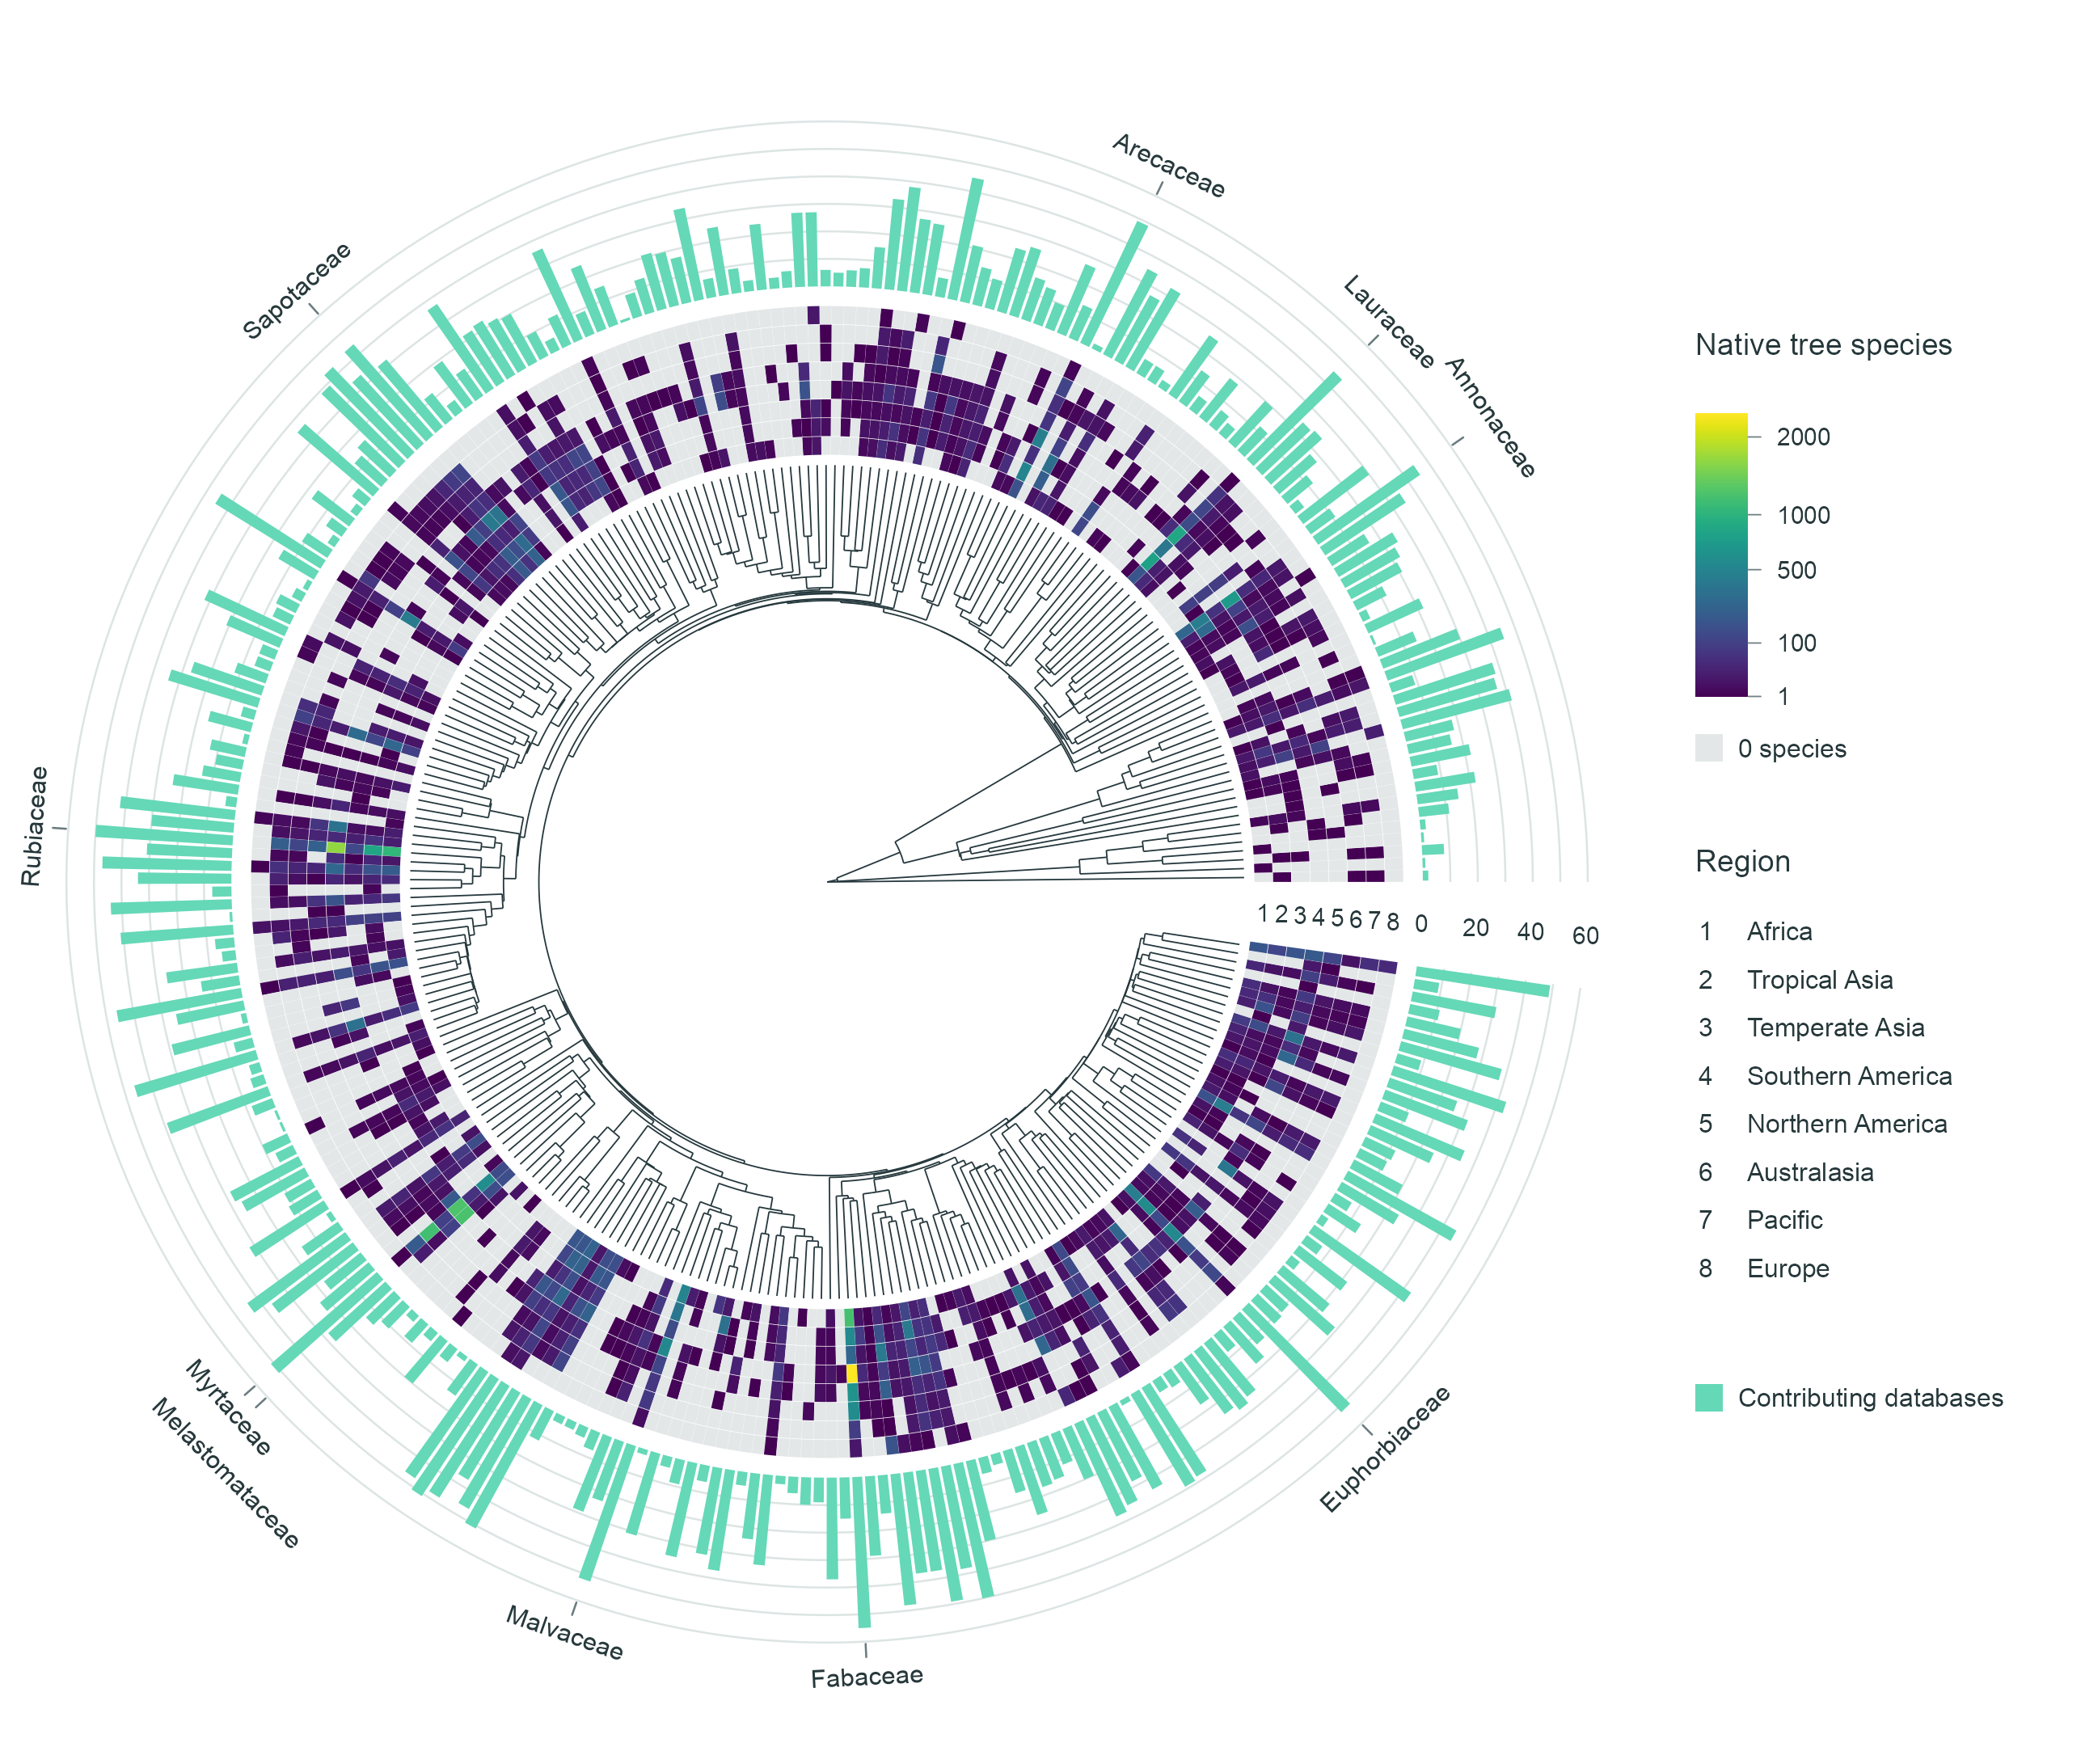 Arecaceae
Lauraceae
Annonaceae
Sapotaceae
Rubiaceae
Myrtaceae
Melastomataceae
Malvaceae
Fabaceae
Euphorbiaceae
1 2 3 4 5 6 7 8 0 20 40 60
Native tree species
2000
1000
500
100
1
0 species
Region
1 Africa
2 Tropical Asia
3 Temperate Asia
4 Southern America
5 Northern America
6 Australasia
7 Pacific
8 Europe
Contributing databases